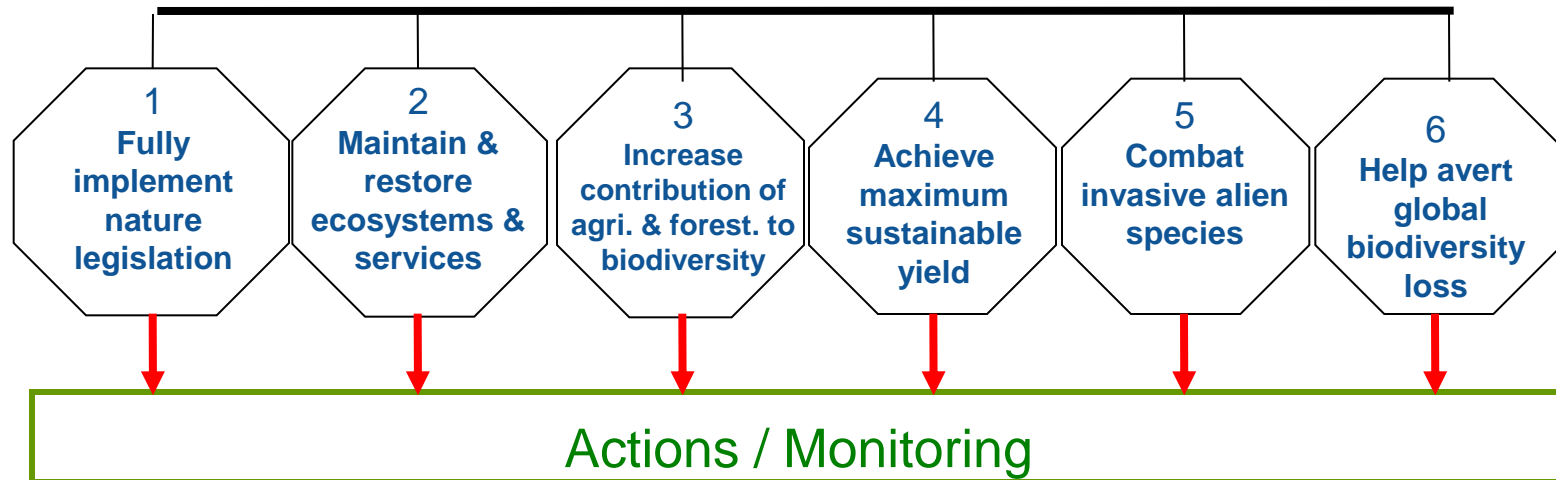 1
Fully
implement
nature
legislation
2
Maintain &
restore
ecosystems &
services
3
Increase
contribution of
agri. & forest. to
biodiversity
4
Achieve
maximum
sustainable
yield
5
Combat
invasive alien
species
6
Help avert
global
biodiversity
loss
Actions / Monitoring